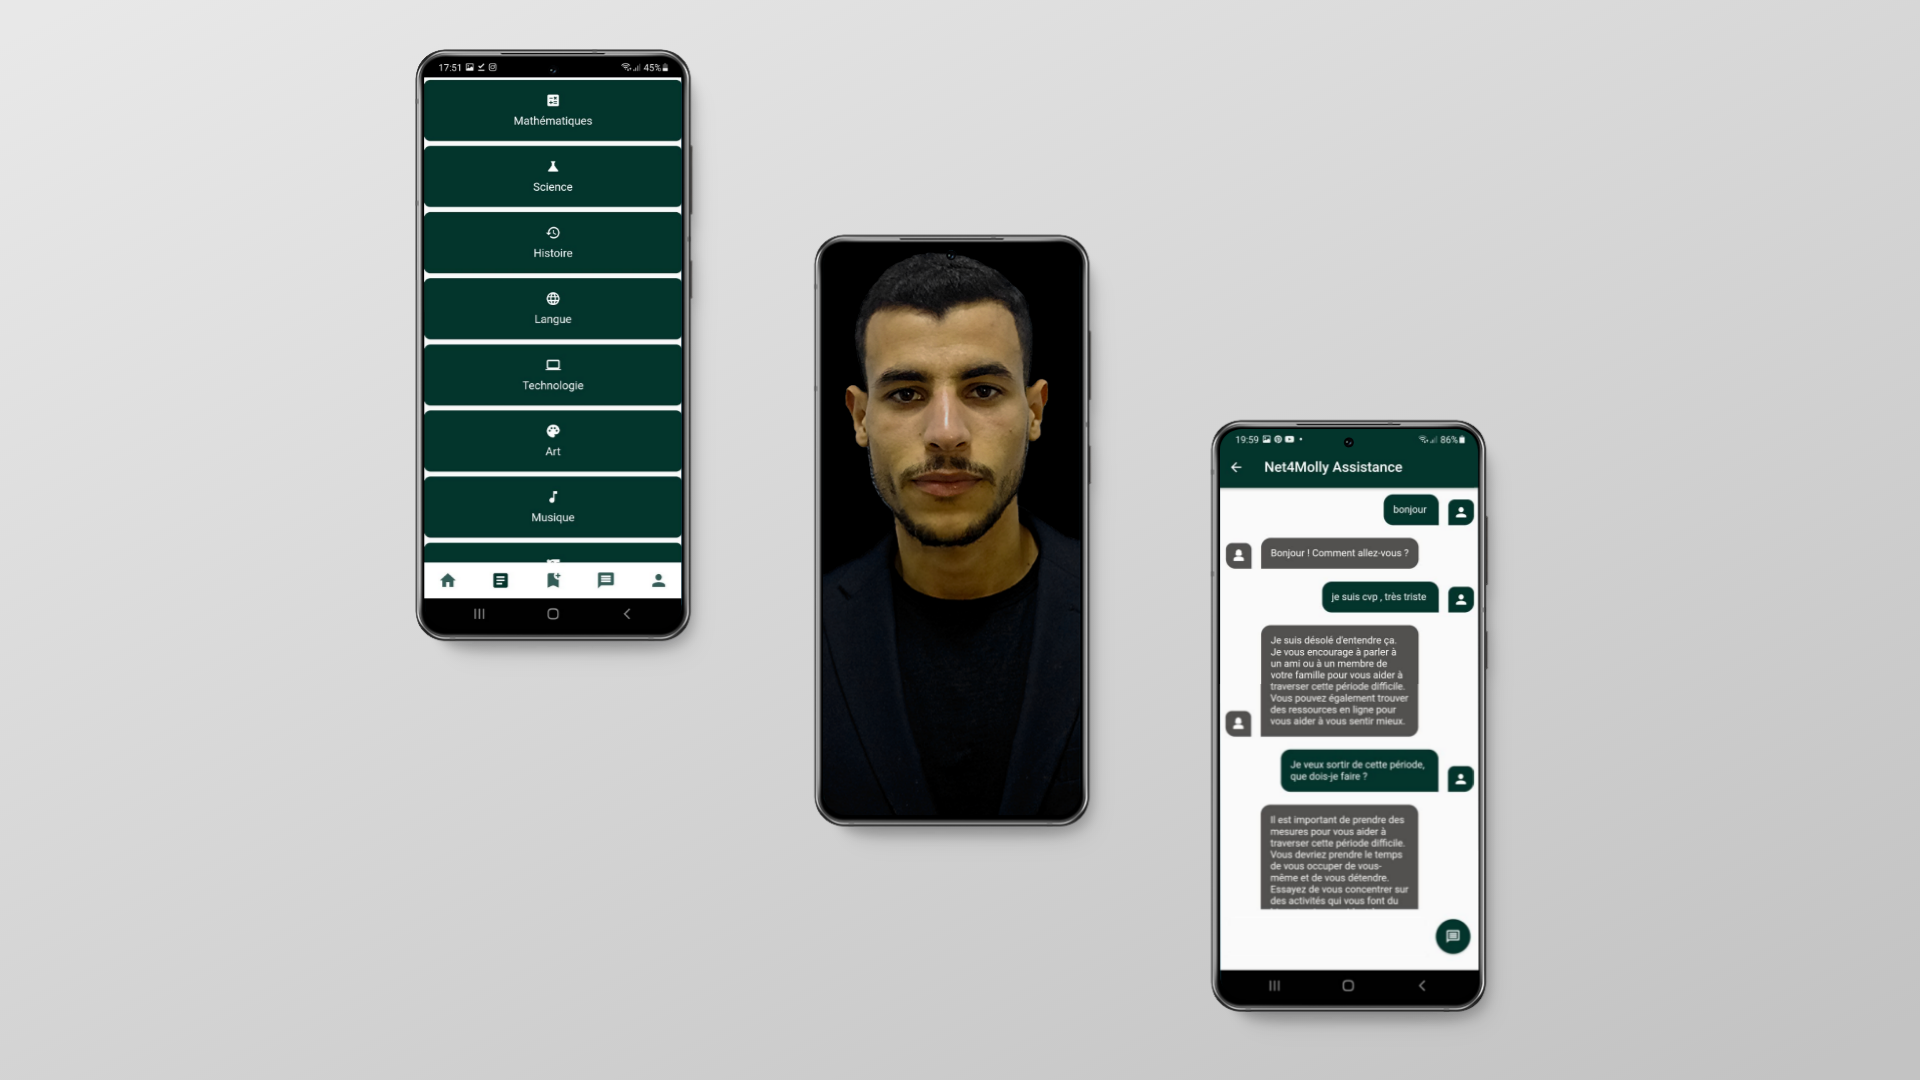 17:51
45%
Mathématiques
Science
Histoire
Langue
Technologie
Art
Musique
19:59
86%
Net4Molly Assistance
bonjour
Bonjour ! Comment allez-vous ?
je suis cvp , très triste
Je suis désolé d'entendre ça.
Je vous encourage à parler à
un ami ou à un membre de
votre famille pour vous aider à
traverser cette période difficile.
Vous pouvez également trouver
des ressources en ligne pour
vous aider à vous sentir mieux.
Je veux sortir de cette période,
que dois-je faire ?
Il est important de prendre des
mesures pour vous aider à
traverser cette période difficile.
Vous devriez prendre le temps
de vous occuper de vous-
même et de vous détendre.
Essayez de vous concentrer sur
des activités qui vous font du